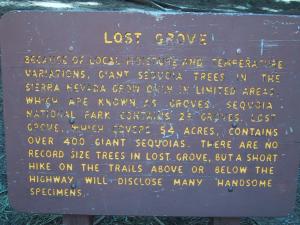 LOST GROVE
BECAUSE OF LOCAL MOISTURE AND TEMPERATURE
VARIATIONS, GIANT SEQUOIA TREES IN THE
SIERRA NEVADA GROW ONLY IN LIMITED AREAS,
WHICH ARE KNOWN AS GROVES. SEQUOIA
NATIONAL PARK CONTAINS GROVES. LOST
GROVE, WHICH COVERS 54 ACRES, CONTAINS
OVER 400 GIANT SEQUOIAS. THERE ARE NO
RECORD SIZE TREES IN LOST GROVE, BUT A SHORT
HIKE ON THE TRAILS ABOVE OR BELOW THE
HIGHWAY WILL DISCLOSE MANY HANDSOME
SPECIMENS.